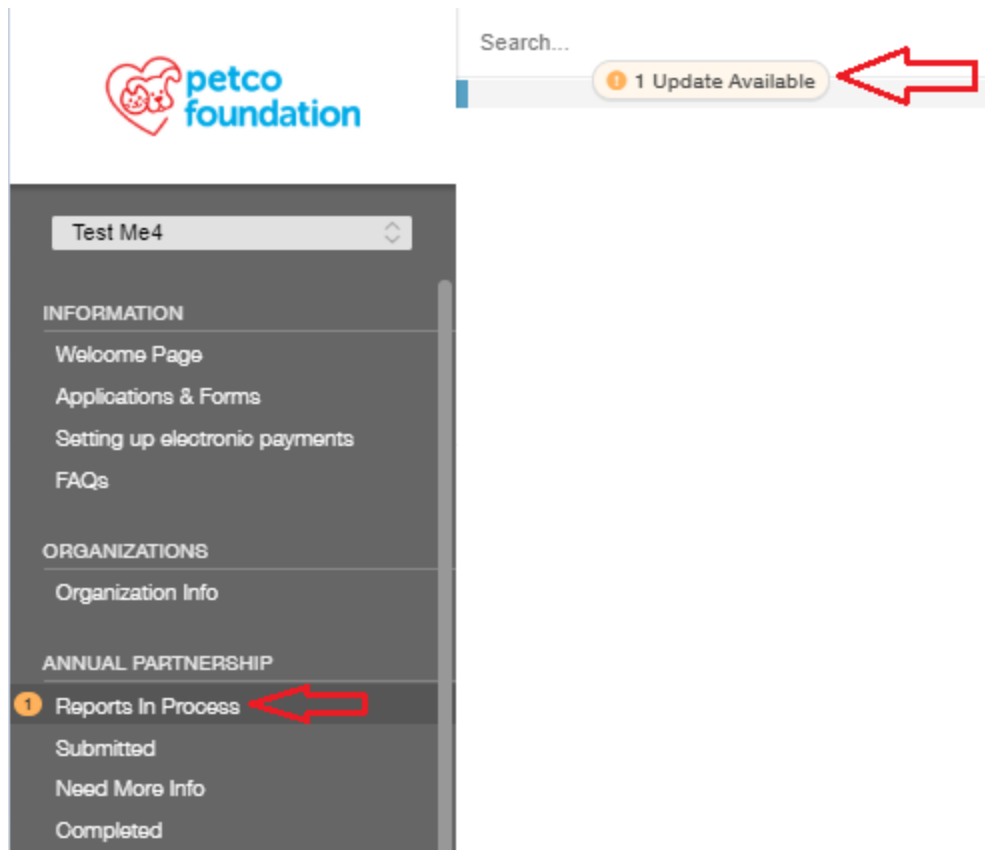 petco
foundation
Search...
1 Update Available
Test Me4
INFORMATION
Welcome Page
Applications & Forms
Setting up electronic payments
FAQs
ORGANIZATIONS
Organization Info
ANNUAL PARTNERSHIP
1 Reports In Process
Submitted
Need More Info
Completed